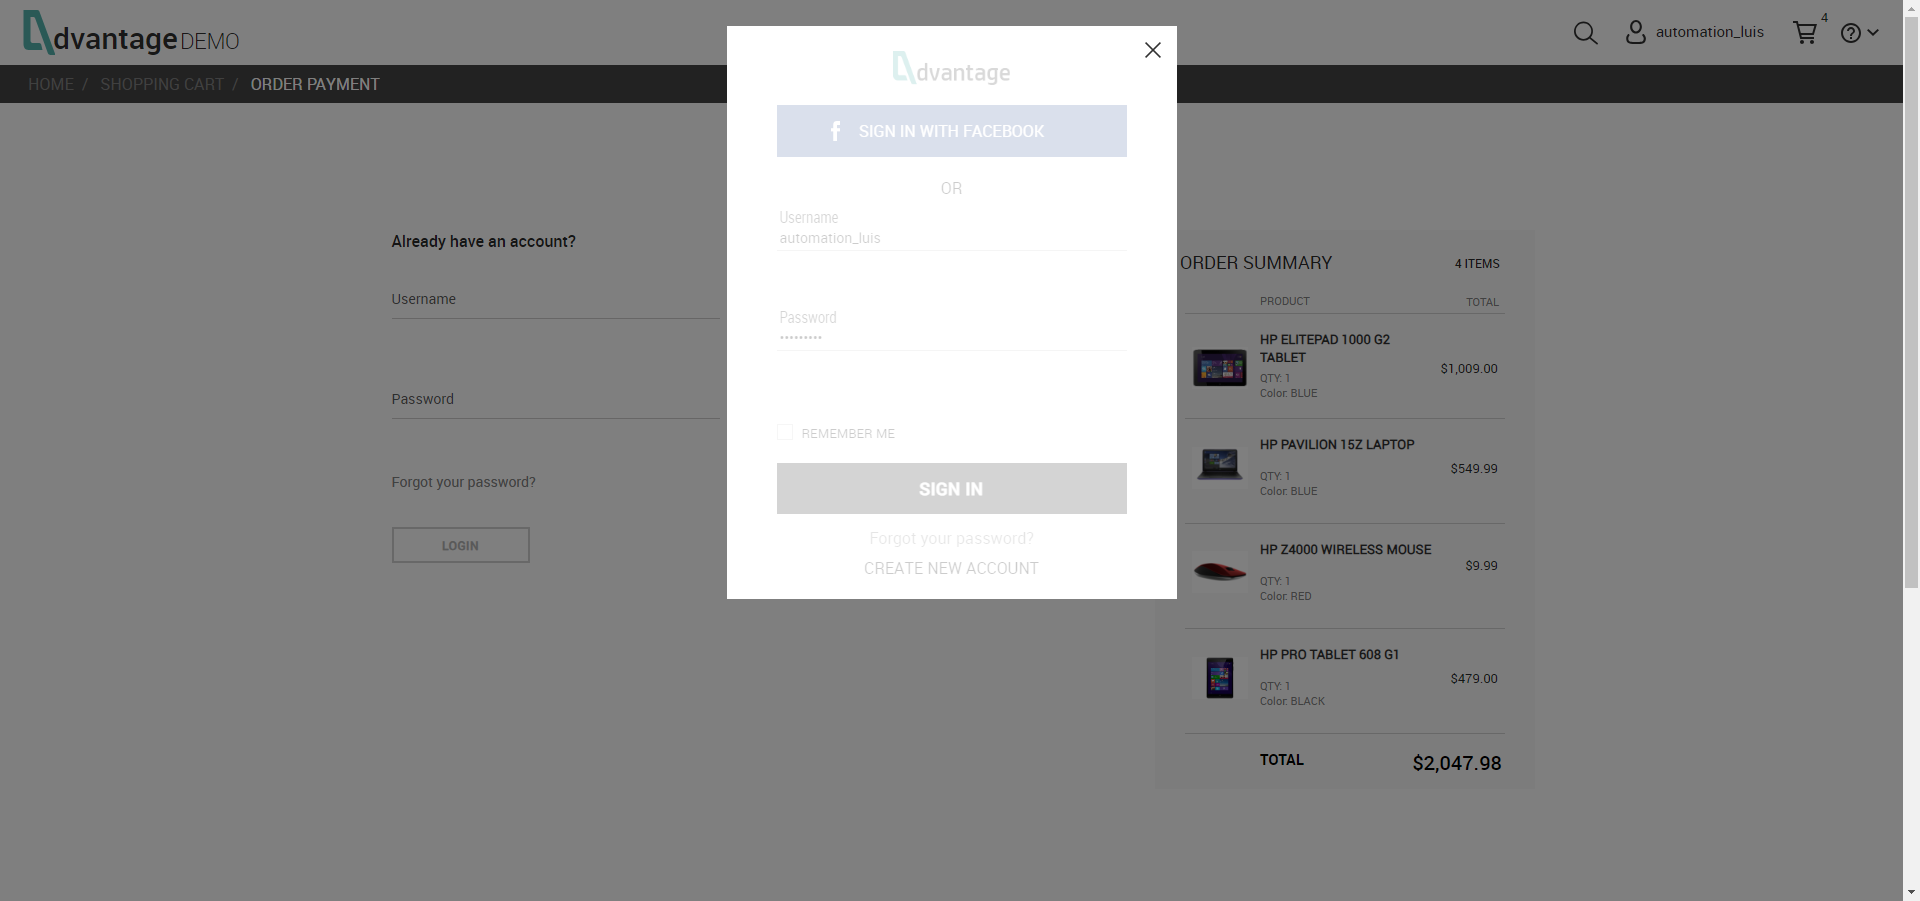 dvantage DEMO
automation_luis
4
HOME / SHOPPING CART / ORDER PAYMENT
dvantage
SIGN IN WITH FACEBOOK
OR
Username
automation_luis
Password
•••••••••
REMEMBER ME
SIGN IN
Forgot your password?
CREATE NEW ACCOUNT
Already have an account?
Username
Password
Forgot your password?
LOGIN
ORDER SUMMARY
4 ITEMS
PRODUCT
TOTAL
HP ELITEPAD 1000 G2
TABLET
QTY: 1
Color: BLUE
$1,009.00
HP PAVILION 15Z LAPTOP
QTY: 1
Color: BLUE
$549.99
HP Z4000 WIRELESS MOUSE
QTY: 1
Color: RED
$9.99
HP PRO TABLET 608 G1
QTY: 1
Color: BLACK
$479.00
TOTAL
$2,047.98